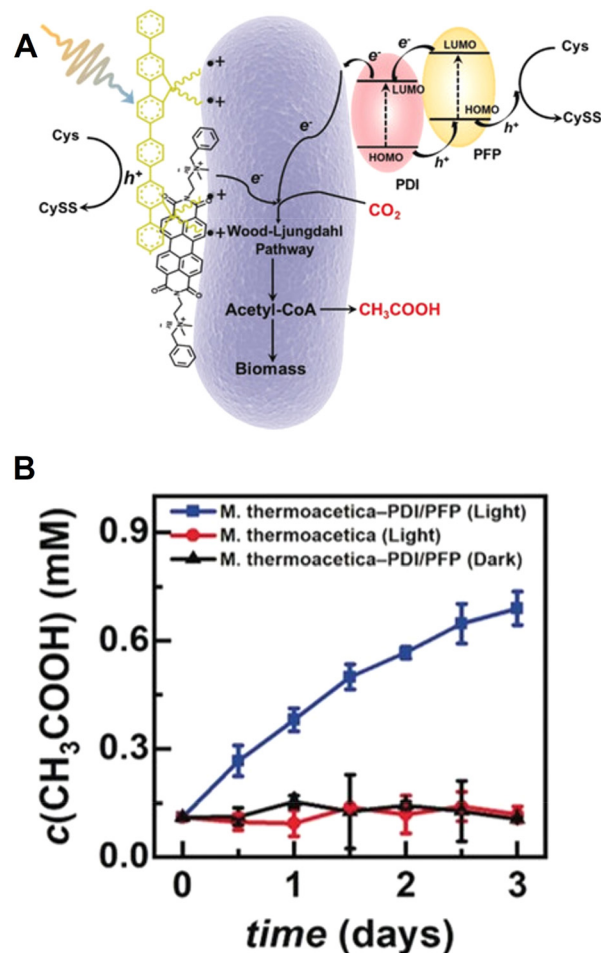 A
Cys
h+
CySS
e-
e-
e-
e-
LUMO
LUMO
HOMO
HOMO
h+
h+
PDI
PFP
Cys
CySS
CO2
Wood-Ljungdahl
Pathway
Acetyl-CoA
CH3COOH
Biomass
B
M. thermoacetica–PDI/PFP (Light)
M. thermoacetica (Light)
M. thermoacetica–PDI/PFP (Dark)
c(CH3COOH) (mM)
0.9
0.6
0.3
0.0
0
1
2
3
time (days)